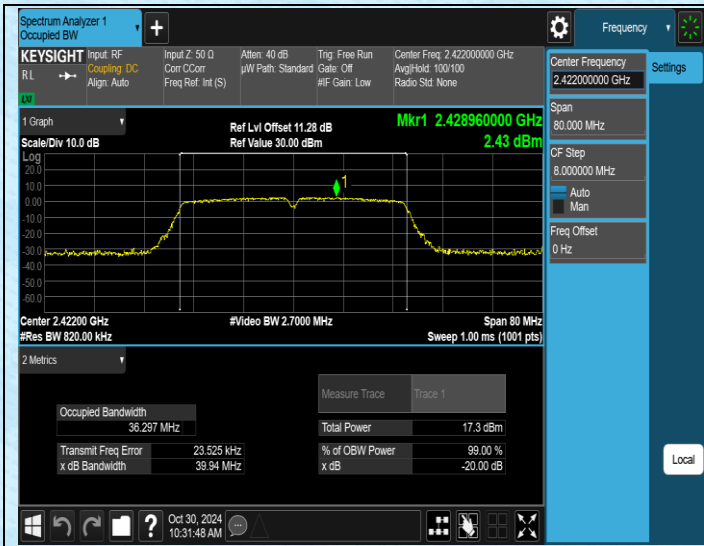 Spectrum Analyzer 1
Occupied BW
+
Frequency
KEYSIGHT
RL
Input: RF
Coupling: DC
Align: Auto
Input Z: 50 Ω
Corr CCorr
Freq Ref: Int (S)
Atten: 40 dB
µW Path: Standard
Trig: Free Run
Gate: Off
#IF Gain: Low
Center Freq: 2.422000000 GHz
Avg|Hold: 100/100
Radio Std: None
LXI
Center Frequency
2.422000000 GHz
Settings
Span
80.000 MHz
CF Step
8.000000 MHz
Auto
Man
Freq Offset
0 Hz
1 Graph
Scale/Div 10.0 dB
Ref Lvl Offset 11.28 dB
Ref Value 30.00 dBm
Mkr1 2.428960000 GHz
2.43 dBm
Log
20.0
10.0
0.00
-10.0
-20.0
-30.0
-40.0
-50.0
-60.0
1
Center 2.42200 GHz
#Res BW 820.00 kHz
#Video BW 2.7000 MHz
Span 80 MHz
Sweep 1.00 ms (1001 pts)
2 Metrics
Measure Trace
Trace 1
Occupied Bandwidth
36.297 MHz
Total Power
17.3 dBm
Transmit Freq Error
23.525 kHz
% of OBW Power
99.00 %
x dB Bandwidth
39.94 MHz
x dB
-20.00 dB
Local
?
Oct 30, 2024
10:31:48 AM